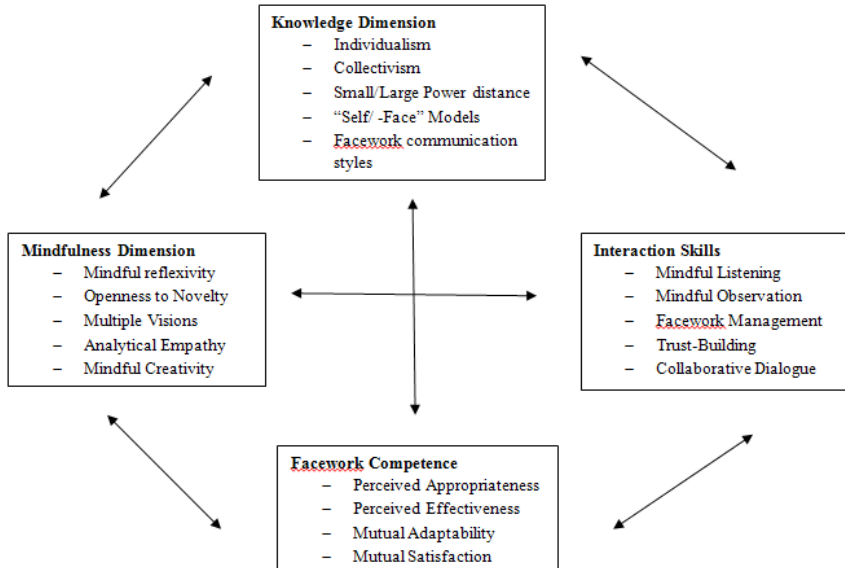 Knowledge Dimension
– Individualism
– Collectivism
– Small/Large Power distance
– “Self/ -Face” Models
– Facework communication
styles
Mindfulness Dimension
– Mindful reflexivity
– Openness to Novelty
– Multiple Visions
– Analytical Empathy
– Mindful Creativity
Interaction Skills
– Mindful Listening
– Mindful Observation
– Facework Management
– Trust-Building
– Collaborative Dialogue
Facework Competence
– Perceived Appropriateness
– Perceived Effectiveness
– Mutual Adaptability
– Mutual Satisfaction